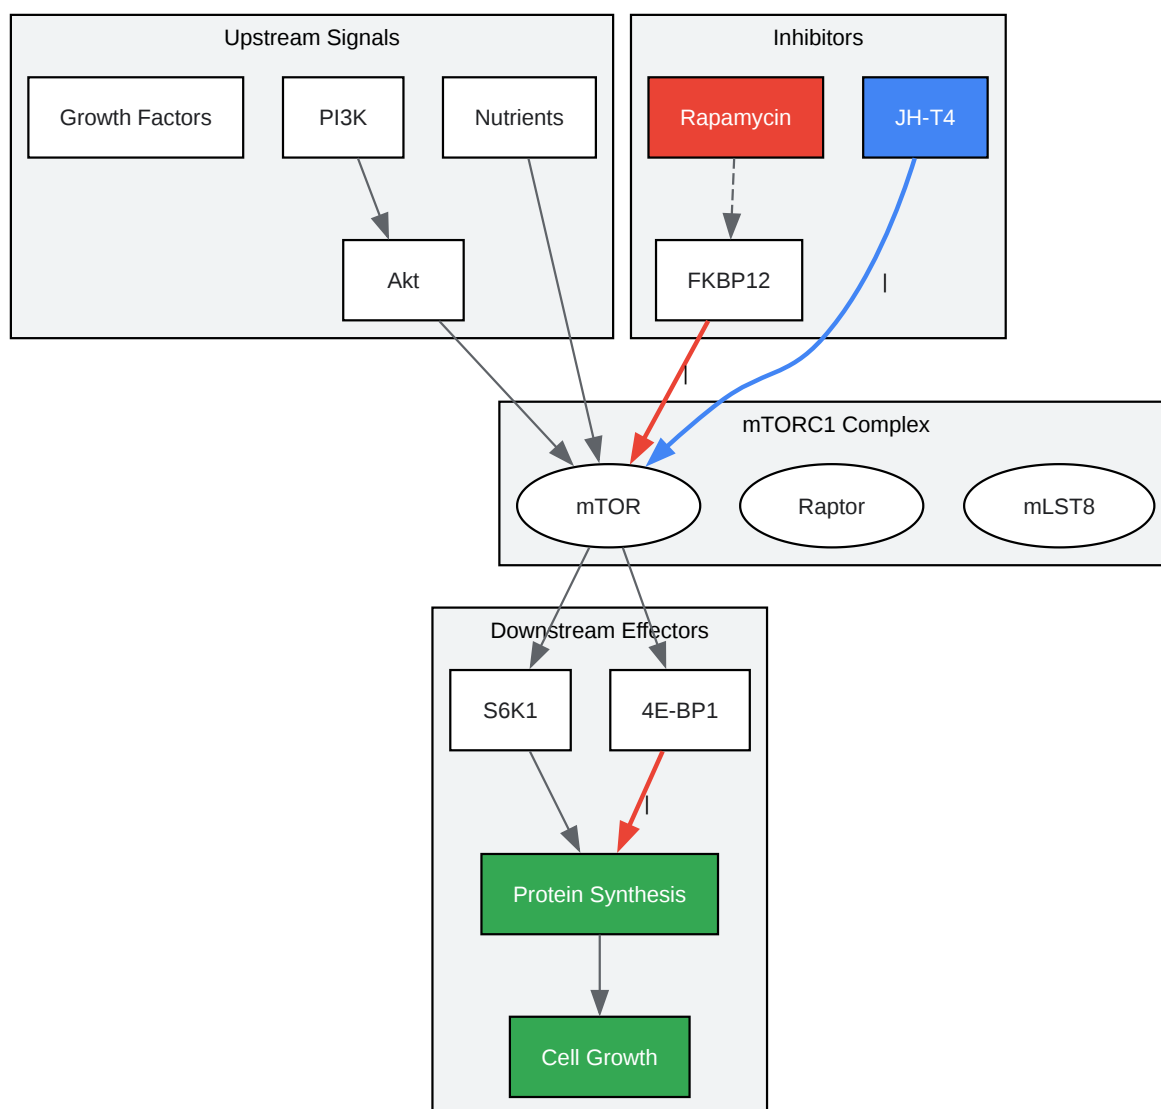 Upstream Signals
Inhibitors
Growth Factors
PI3K
Nutrients
Rapamycin
JH-T4
Akt
FKBP12
|
|
mTORC1 Complex
mTOR
Raptor
mLST8
Downstream Effectors
S6K1
4E-BP1
|
Protein Synthesis
Cell Growth